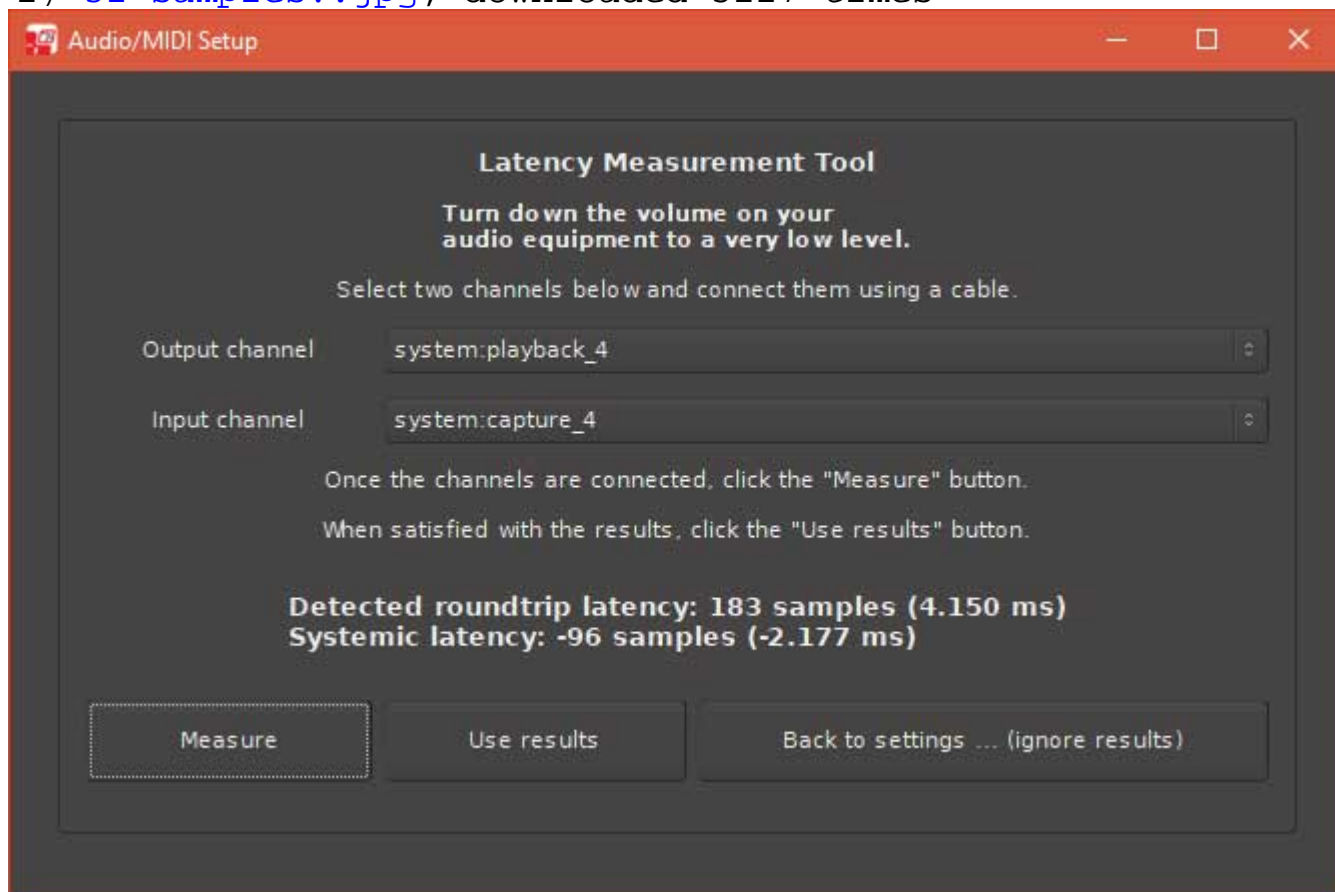 Audio/MIDI Setup
Latency Measurement Tool
Turn down the volume on your
audio equipment to a very low level.
Select two channels below and connect them using a cable.
Output channel system:playback_4
Input channel system:capture_4
Once the channels are connected, click the "Measure" button.
When satisfied with the results, click the "Use results" button.
Detected roundtrip latency: 183 samples (4.150 ms)
Systemic latency: -96 samples (-2.177 ms)
Measure Use results Back to settings ... (ignore results)